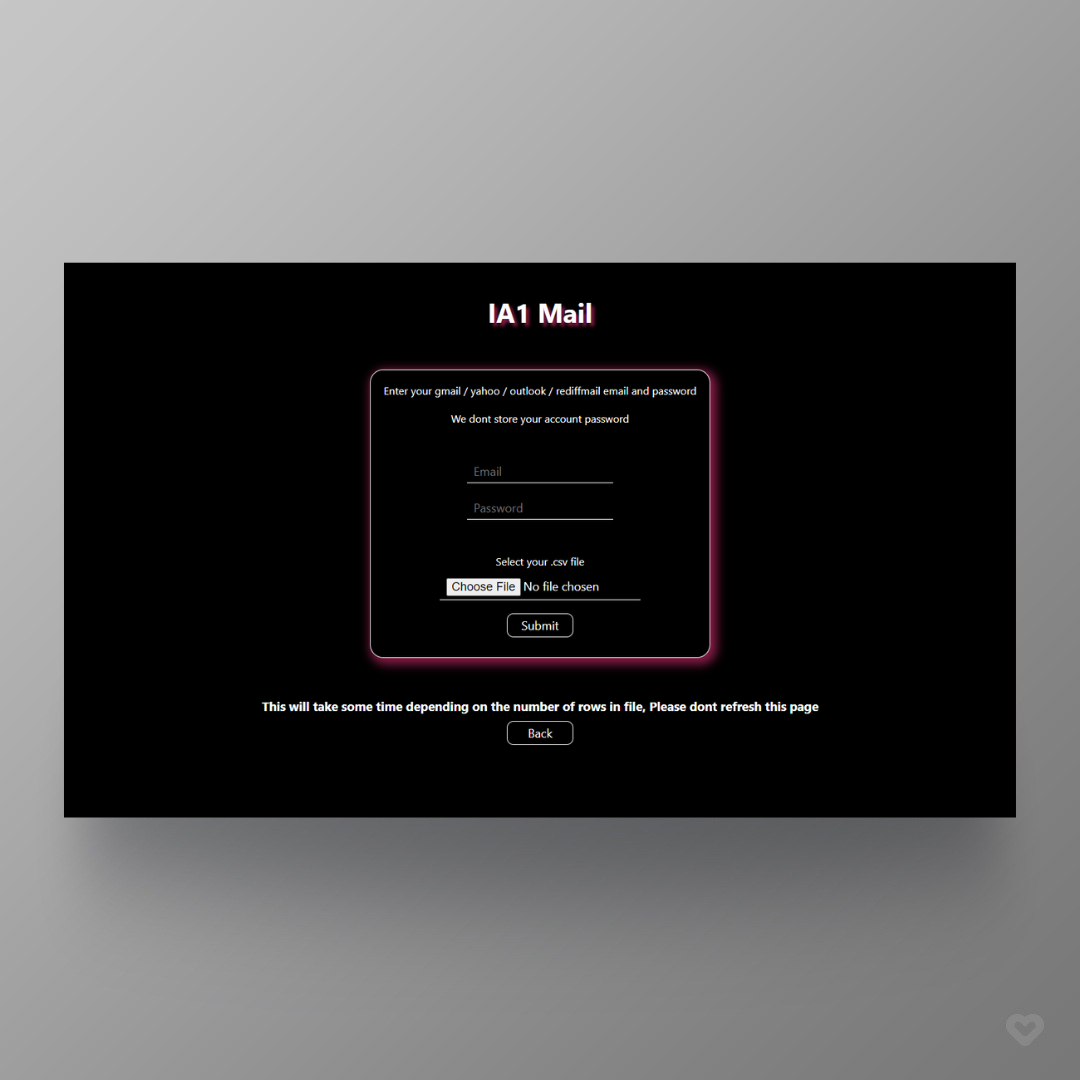 IA1 Mail
Enter your gmail / yahoo / outlook / rediffmail email and password
We dont store your account password
Email
Password
Select your .csv file
Choose File No file chosen
Submit
This will take some time depending on the number of rows in file, Please dont refresh this page
Back